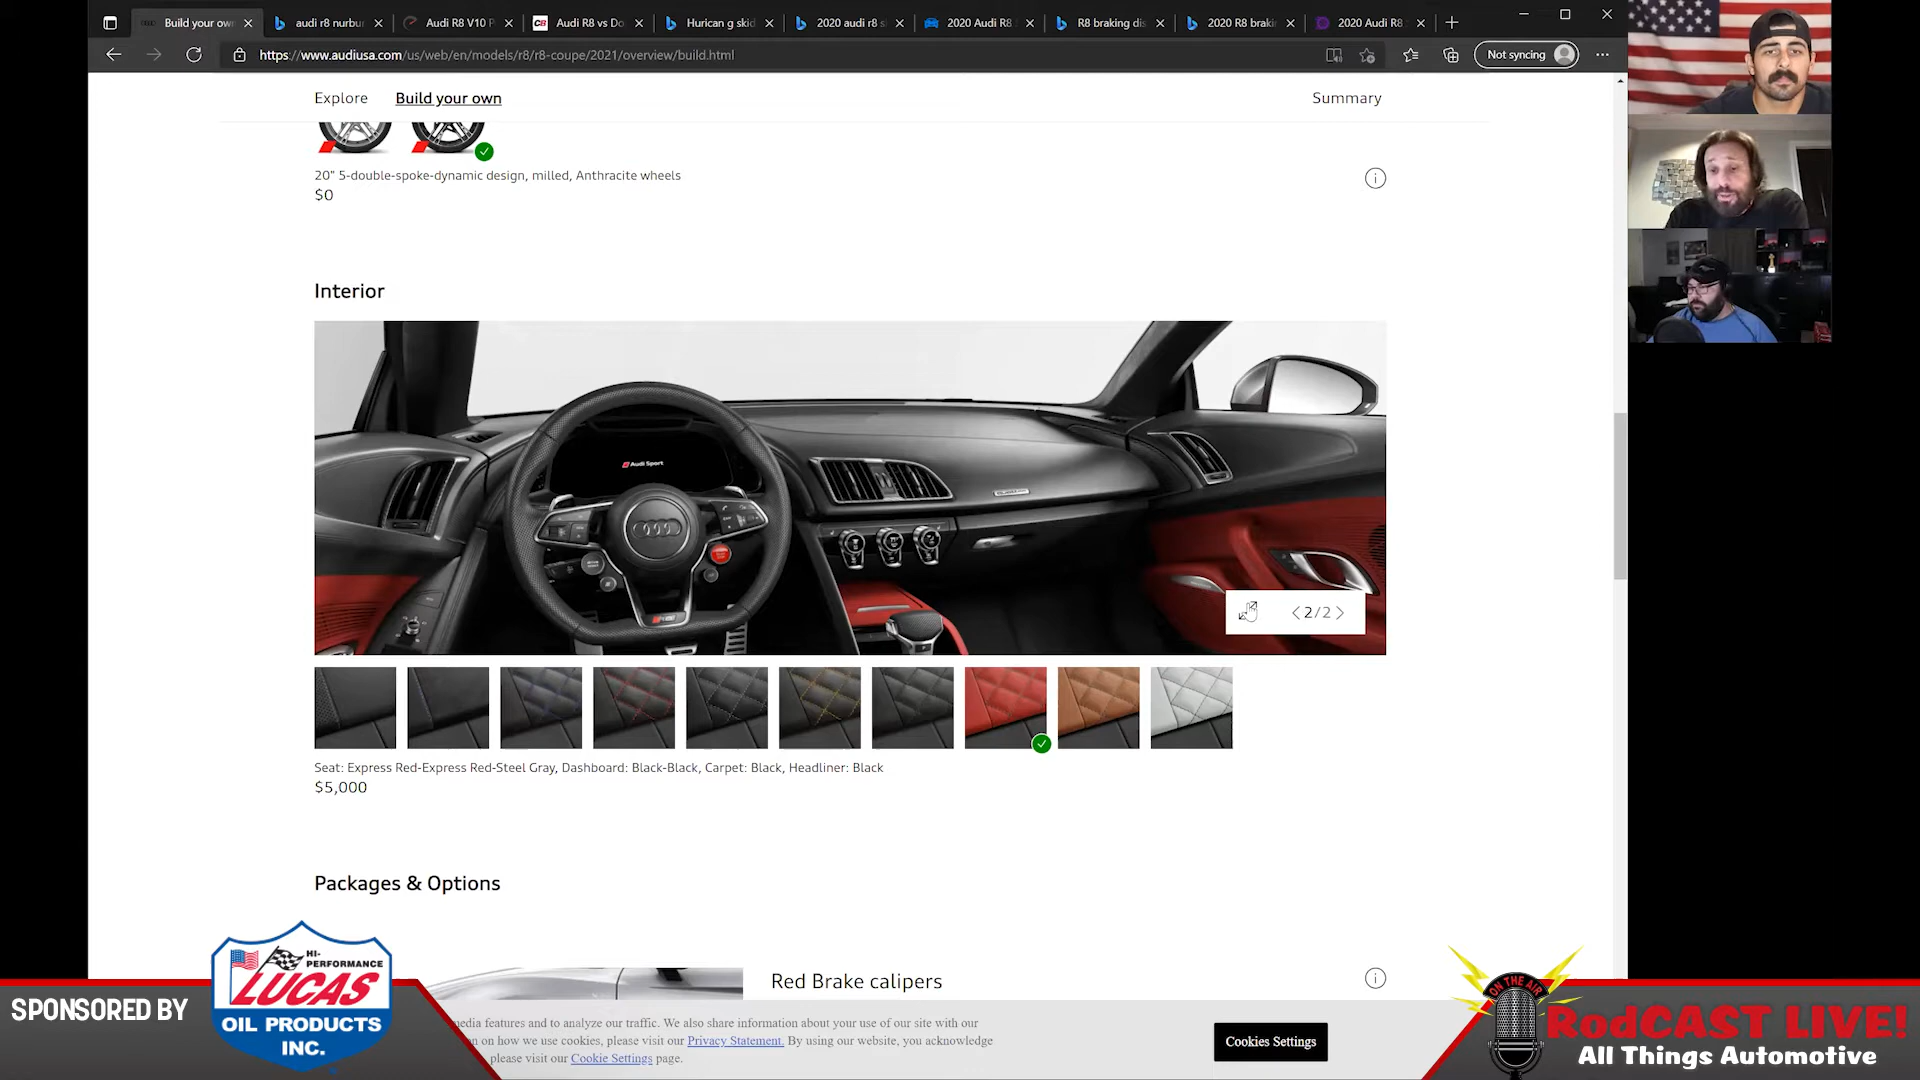 Build your own
audi r8 nurbur
Audi R8 V10 P
Audi R8 vs Do
Hurican g skid
2020 audi r8 s
2020 Audi R8
R8 braking dis
2020 R8 braki
2020 Audi R8
https://www.audiusa.com/us/web/en/models/r8/r8-coupe/2021/overview/build.html
Not syncing
Explore
Build your own
Summary
20" 5-double-spoke-dynamic design, milled, Anthracite wheels
$0
Interior
Audi Sport
2/2
Seat: Express Red-Express Red-Steel Gray, Dashboard: Black-Black, Carpet: Black, Headliner: Black
$5,000
Packages & Options
Red Brake calipers
media features and to analyze our traffic. We also share information about your use of our site with our
on on how we use cookies, please visit our Privacy Statement. By using our website, you acknowledge
please visit our Cookie Settings page.
Cookies Settings
SPONSORED BY
HI-PERFORMANCE
LUCAS
OIL PRODUCTS
INC.
ON THE AIR
RodCAST LIVE!
All Things Automotive